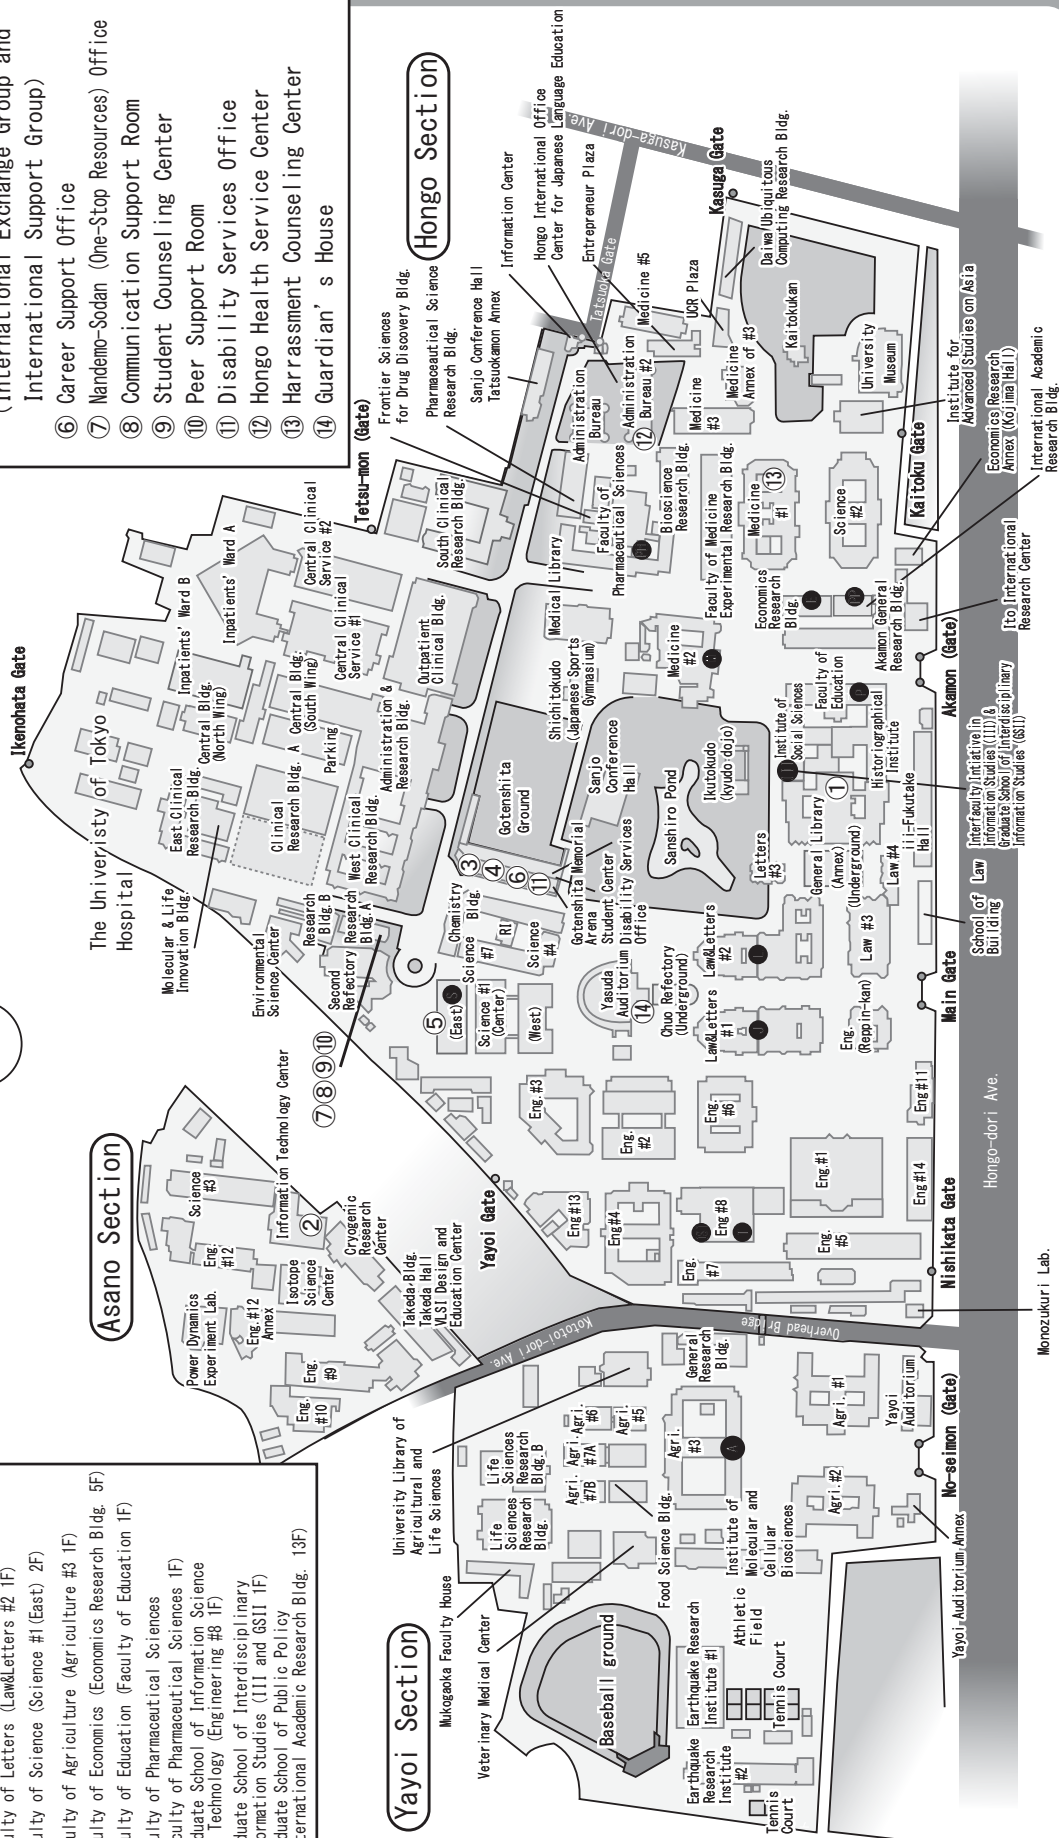 (International Exchange Group and
International Support Group)
⑥ Career Support Office
⑦ Nandemo-Sodan (One-Stop Resources) Office
⑧ Communication Support Room
⑨ Student Counseling Center
⑩ Peer Support Room
⑪ Disability Services Office
⑫ Hongo Health Service Center
⑬ Harrassment Counseling Center
⑭ Guardian's House
ulty of Letters (Law&Letters #2 1F)
ulty of Science (Science #1(East) 2F)
ulty of Agriculture (Agriculture #3 1F)
ulty of Economics (Economics Research Bldg. 5F)
ulty of Education (Faculty of Education 1F)
ulty of Pharmaceutical Sciences
culty of Pharmaceutical Sciences 1F)
duate School of Information Science
Technology (Engineering #8 1F)
duate School of Interdisciplinary
ormation Studies (III and GSII 1F)
duate School of Public Policy
ternational Academic Research Bldg. 13F)
Hongo Section
Asano Section
Yayoi Section
Ikenohata Gate
The Univeristy of Tokyo
Hospital
Molecular & Life
Innovation Bldg.
Environmental
Science Center
East Clinical
Research Bldg.
Clinical
Research Bldg. A
West Clinical
Research Bldg.
Research
Bldg. B
Research
Bldg. A
Second
Refectory
⑦⑧⑨⑩
Inpatients' Ward B
Inpatients' Ward A
Central Bldg.
(North Wing)
Central Bldg.
(South Wing)
Parking
Administration &
Research Bldg.
Central Clinical
Service #1
Central Clinical
Service #2
Outpatient
Clinical Bldg.
South Clinical
Research Bldg.
Tetsu-mon (Gate)
Frontier Sciences
for Drug Discovery Bldg.
Pharmaceutical Science
Research Bldg.
Sanjo Conference Hall
Tatsuokamon Annex
Information Center
Hongo International Office
Center for Japanese Language Education
Entrepreneur Plaza
Tatsuoka Gate
Kasuga-dori Ave.
Kasuga Gate
Daiwa Ubiquitous
Computing Research Bldg.
Administration
Bureau
Administration
Bureau #2
⑫
Medicine #5
UCR Plaza
Medicine
Annex of #3
Medicine
#3
Kaitokukan
University
Museum
Institute for
Advanced Studies on Asia
Economics Research
Annex (Kojima Hall)
International Academic
Research Bldg.
Kaitoku Gate
Faculty of
Pharmaceutical Sciences
Bioscience
Research Bldg.
Medical Library
Faculty of Medicine
Experimental Research Bldg.
Medicine
#1
⑬
Science
#2
Economics
Research
Bldg.
E
PP
Akamon General
Research Bldg.
Ito International
Research Center
Akamon (Gate)
Medicine
#2
M
Shichitokudo
(Japanese Sports
Gymnasium)
Gotenshita
Ground
Sanjo
Conference
Hall
Ikutokudo
(kyudo dojo)
Sanshiro Pond
Institute of
Social Sciences
Faculty of
Education
Historiographical
Institute
①
General Library
(Annex)
(Underground)
iii-Fukutake
Hall
Interfaculty Intiative in
Information Studies (III) &
Graduate School of Interdisciplinary
Information Studies (GSII)
School of Law
Building
Letters
#3
Law #4
Law #3
③
④
⑥
⑪
Gotenshita Memorial
Arena
Student Center
Disability Services
Office
Chemistry
Bldg.
Science
#7
RI
Science
#4
⑤
(East)
S
Science #1
(Center)
(West)
Yasuda
Auditorium
⑭
Chuo Refectory
(Underground)
Law&Letters
#2
Law&Letters
#1
J
Eng.
(Reppin-kan)
Main Gate
Eng.#3
Eng.
#2
Eng.
#6
Eng#11
Eng.#1
Eng#14
Eng#13
Eng#4
Eng#8
Eng.
#7
Eng.
#5
Yayoi Gate
Nishikata Gate
Monozukuri Lab.
Hongo-dori Ave.
Science
#3
Information Technology Center
②
Eng.
#12
Cryogenic
Research
Center
Isotope
Science
Center
Power Dynamics
Experiment Lab.
Eng.#12
Annex
Takeda-Bldg.
Takeda Hall
VLSI Design and
Education Center
Eng.
#9
Eng.
#10
Kototoi-dori Ave.
Overhead Bridge
University Library of
Agricultural and
Life Sciences
Mukogaoka Faculty House
Veterinary Medical Center
Life
Sciences
Research
Bldg.B
Life
Sciences
Research
Bldg.
Agri.
#6
Agri.
#5
Agri.
#7A
Agri.
#7B
Agri.
#3
A
General
Research
Bldg.
Food Science Bldg.
Institute of
Molecular and
Cellular
Biosciences
Agri.#1
Agri.#2
Yayoi
Auditorium
No-seimon (Gate)
Yayoi Auditorium Annex
Baseball ground
Earthquake Research
Institute #1
Athletic
Field
Tennis Court
Earthquake
Research
Institute
#2
Tennis
Court